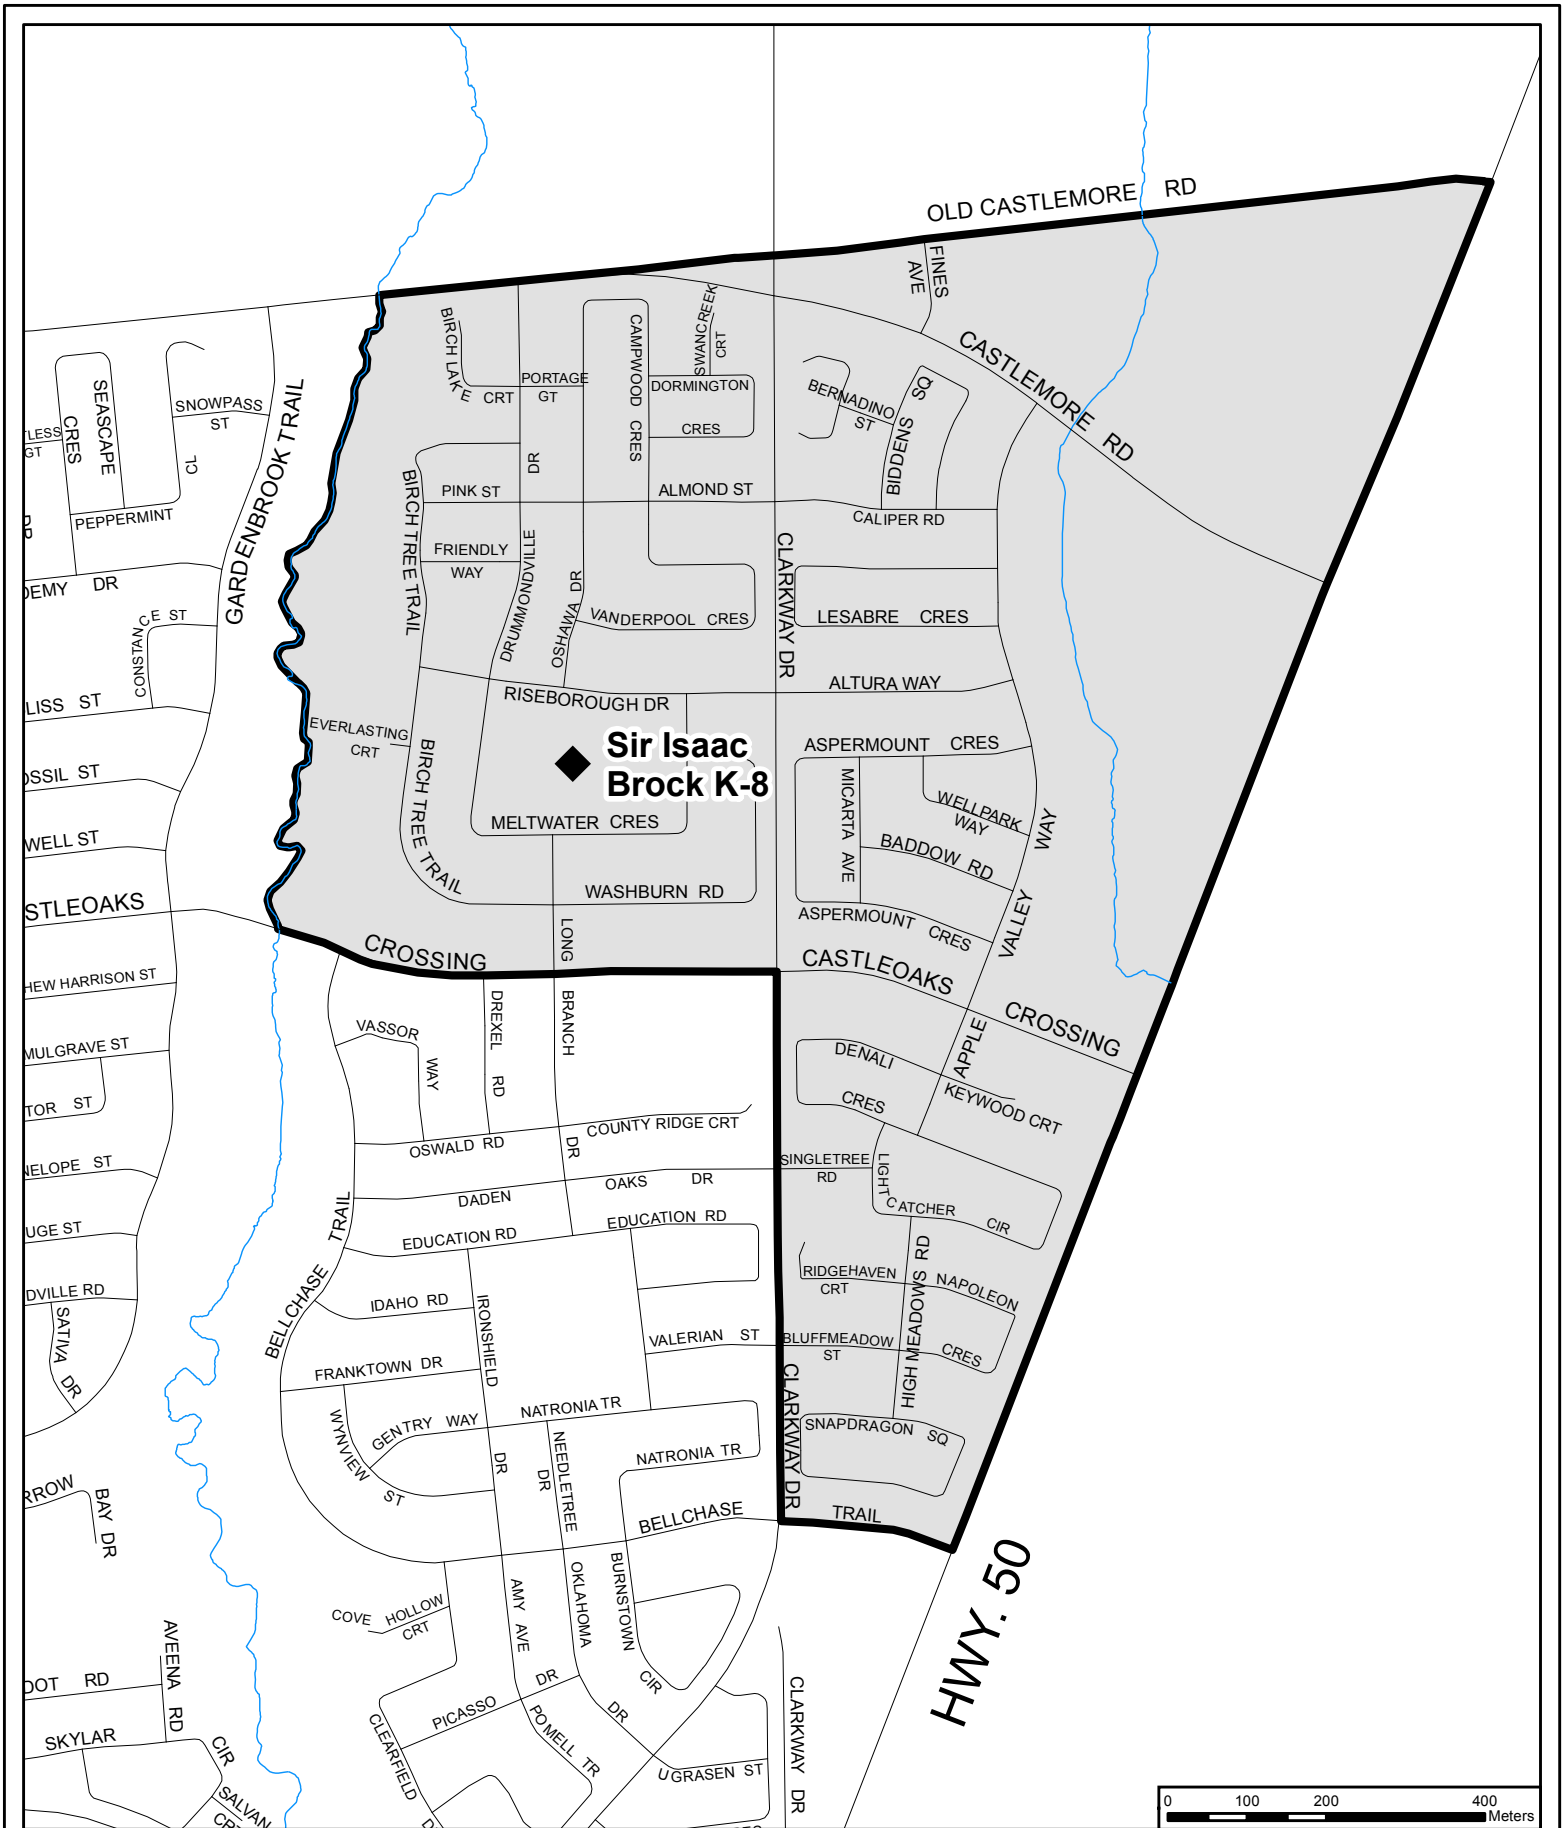 OLD CASTLEMORE RD
FINES
AVE
CASTLEMORE RD
BIRCH LAKE CRT
PORTAGE
GT
CAMPWOOD CRES
SWANCREEK
CRT
DORMINGTON
CRES
BERNADINO
ST
BIDDENS SQ
SEASCAPE
CRES
SNOWPASS
ST
CL
PEPPERMINT
GARDENBROOK TRAIL
TLESS
GT
DR
DEMY DR
CONSTANCE ST
LISS ST
OSSIL ST
WELL ST
STLEOAKS
HEW HARRISON ST
MULGRAVE ST
TOR ST
NELOPE ST
UGE ST
DVILLE RD
SATIVA DR
BIRCH TREE TRAIL
PINK ST
DR
ALMOND ST
CALIPER RD
FRIENDLY
WAY
DRUMMONDVILLE
OSHAWA DR
VANDERPOOL CRES
CLARKWAY DR
LESABRE CRES
RISEBOROUGH DR
ALTURA WAY
EVERLASTING
CRT
BIRCH TREE TRAIL
Sir Isaac
Brock K-8
ASPERMOUNT CRES
MICARTA AVE
WELLPARK
WAY
BADDOW RD
MELTWATER CRES
WASHBURN RD
ASPERMOUNT CRES
APPLE VALLEY WAY
CROSSING
LONG
BRANCH
DR
CASTLEOAKS
CROSSING
VASSOR
WAY
DREXEL RD
DENALI
CRES
KEYWOOD CRT
OSWALD RD
COUNTY RIDGE CRT
SINGLETREE
RD
LIGHT
CATCHER CIR
DADEN
OAKS DR
EDUCATION RD
EDUCATION RD
BELLCHASE TRAIL
IDAHO RD
IRONSHIELD
DR
RIDGEHAVEN
CRT
NAPOLEON
CRES
HIGH MEADOWS RD
VALERIAN ST
BLUFFMEADOW
ST
FRANKTOWN DR
WYNVIEW ST
GENTRY WAY
NATRONIA TR
NEEDLETREE
DR
NATRONIA TR
CLARKWAY DR
SNAPDRAGON SQ
BELLCHASE
TRAIL
HWY. 50
RROW
BAY DR
COVE HOLLOW
CRT
AMY AVE
OKLAHOMA
DR
BURNSTOWN
CIR
PICASSO DR
POMELL TR
CLEARFIELD
D
UGRASEN ST
CLARKWAY DR
AVEENA RD
DOT RD
SKYLAR
CIR
SALVAN
CRT
0 100 200 400
Meters